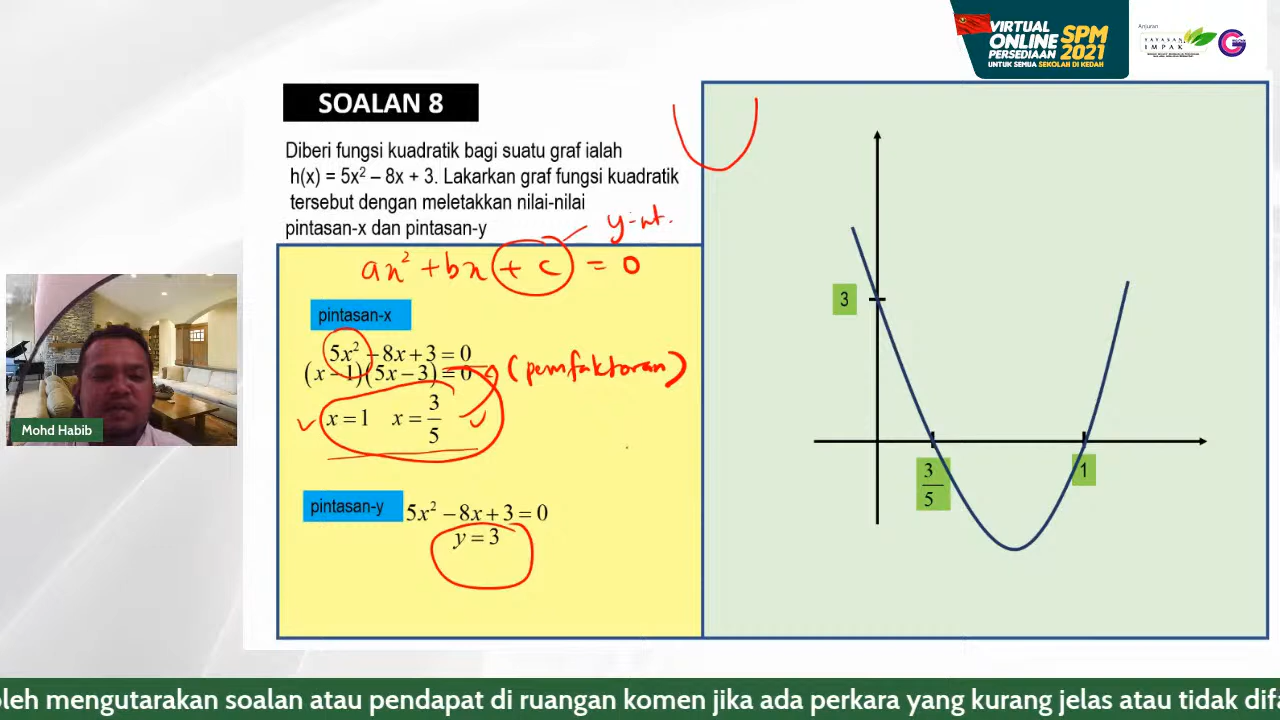 VIRTUAL
ONLINE
PERSEDIAAN
SPM
2021
UNTUK SEMUA SEKOLAH DI KEDAH
Anjuran
YAYASAN
IMPAK
SOALAN 8
Diberi fungsi kuadratik bagi suatu graf ialah
h(x) = 5x² – 8x + 3. Lakarkan graf fungsi kuadratik
tersebut dengan meletakkan nilai-nilai
pintasan-x dan pintasan-y
y-int.
ax² + bx + c = 0
pintasan-x
5x² – 8x + 3 = 0
(x – 1)(5x – 3) = 0
(pemfaktoran)
x = 1 x = 3/5
pintasan-y
5x² – 8x + 3 = 0
y = 3
3
3/5
1
Mohd Habib
oleh mengutarakan soalan atau pendapat di ruangan komen jika ada perkara yang kurang jelas atau tidak difa